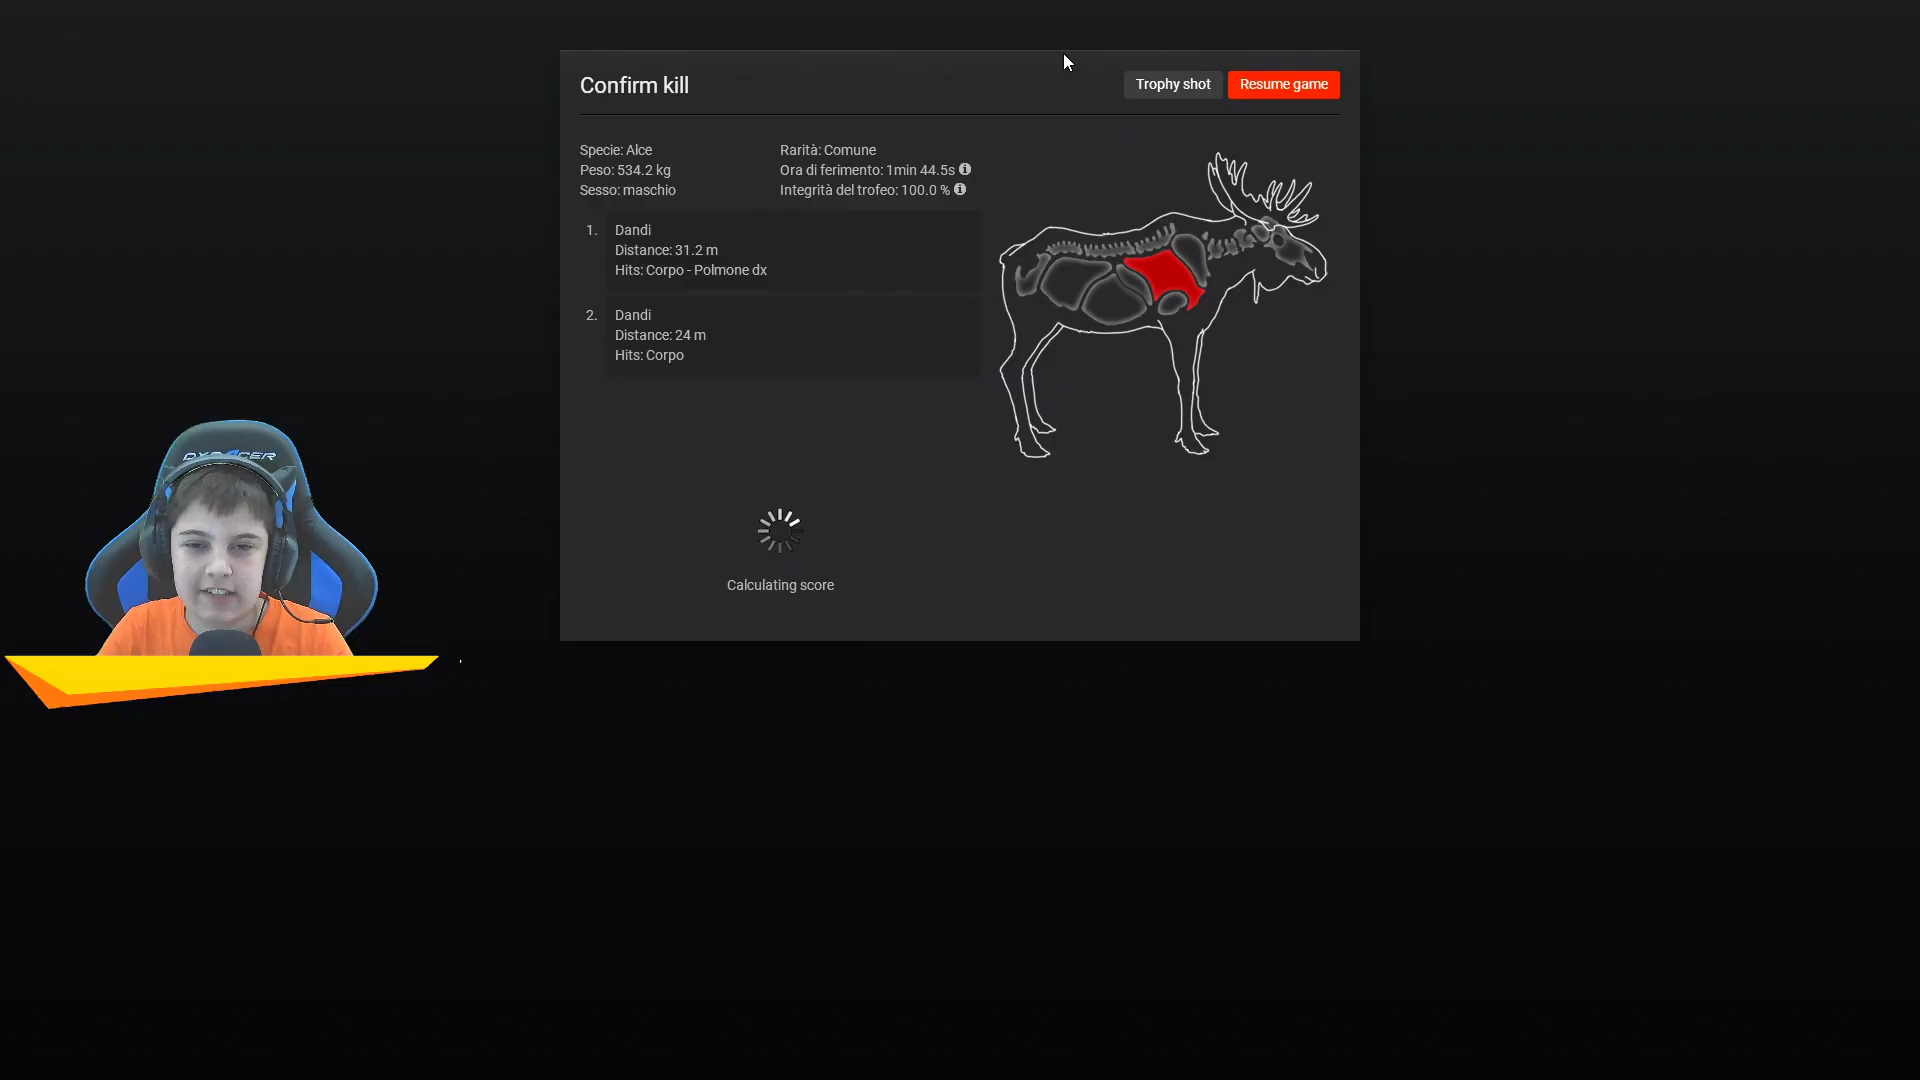 Confirm kill
Trophy shot
Resume game
Specie: Alce
Peso: 534.2 kg
Sesso: maschio
Rarità: Comune
Ora di ferimento: 1min 44.5s
Integrità del trofeo: 100.0 %
1.
Dandi
Distance: 31.2 m
Hits: Corpo - Polmone dx
2.
Dandi
Distance: 24 m
Hits: Corpo
Calculating score
DXRACER